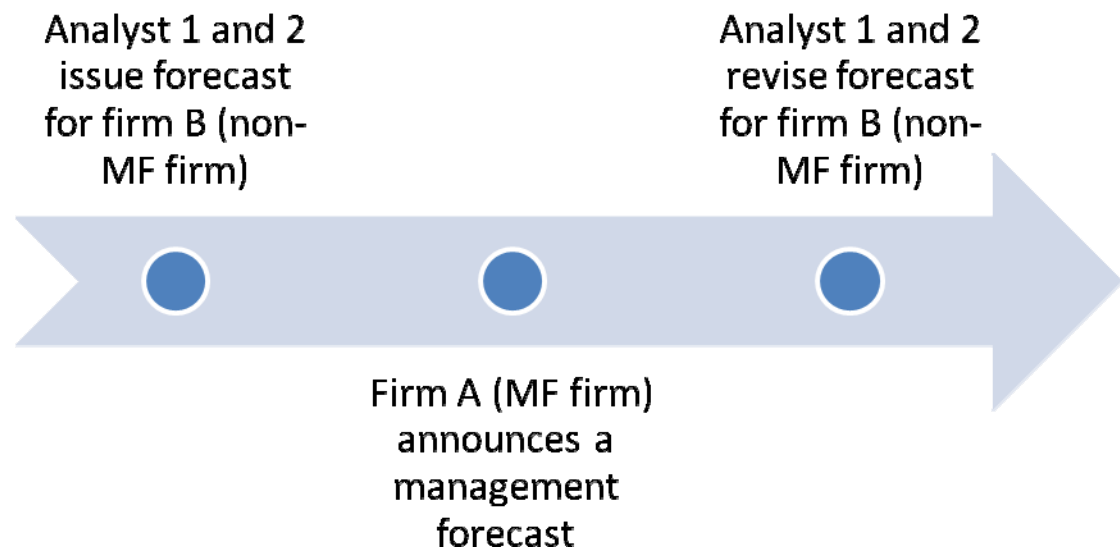 Analyst 1 and 2
issue forecast
for firm B (non-
MF firm)
Firm A (MF firm)
announces a
management
forecast
Analyst 1 and 2
revise forecast
for firm B (non-
MF firm)